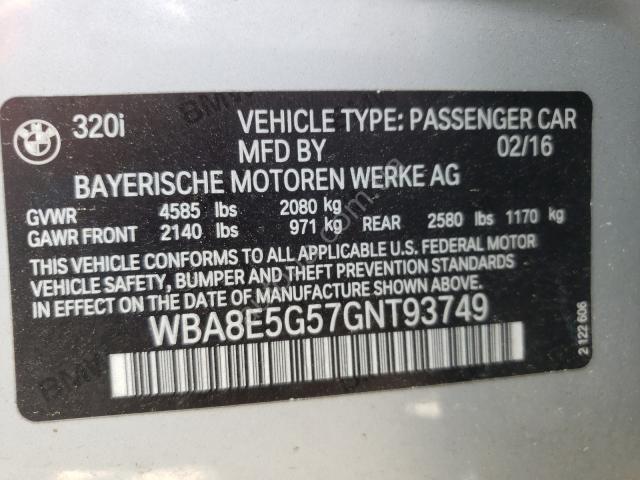 320i VEHICLE TYPE: PASSENGER CAR
MFD BY 02/16
BAYERISCHE MOTOREN WERKE AG
GVWR 4585 lbs 2080 kg
GAWR FRONT 2140 lbs 971 kg REAR 2580 lbs 1170 kg
THIS VEHICLE CONFORMS TO ALL APPLICABLE U.S. FEDERAL MOTOR
VEHICLE SAFETY, BUMPER AND THEFT PREVENTION STANDARDS
IN EFFECT ON THE DATE OF MANUFACTURE SHOWN ABOVE.
WBA8E5G57GNT93749
2 122 606